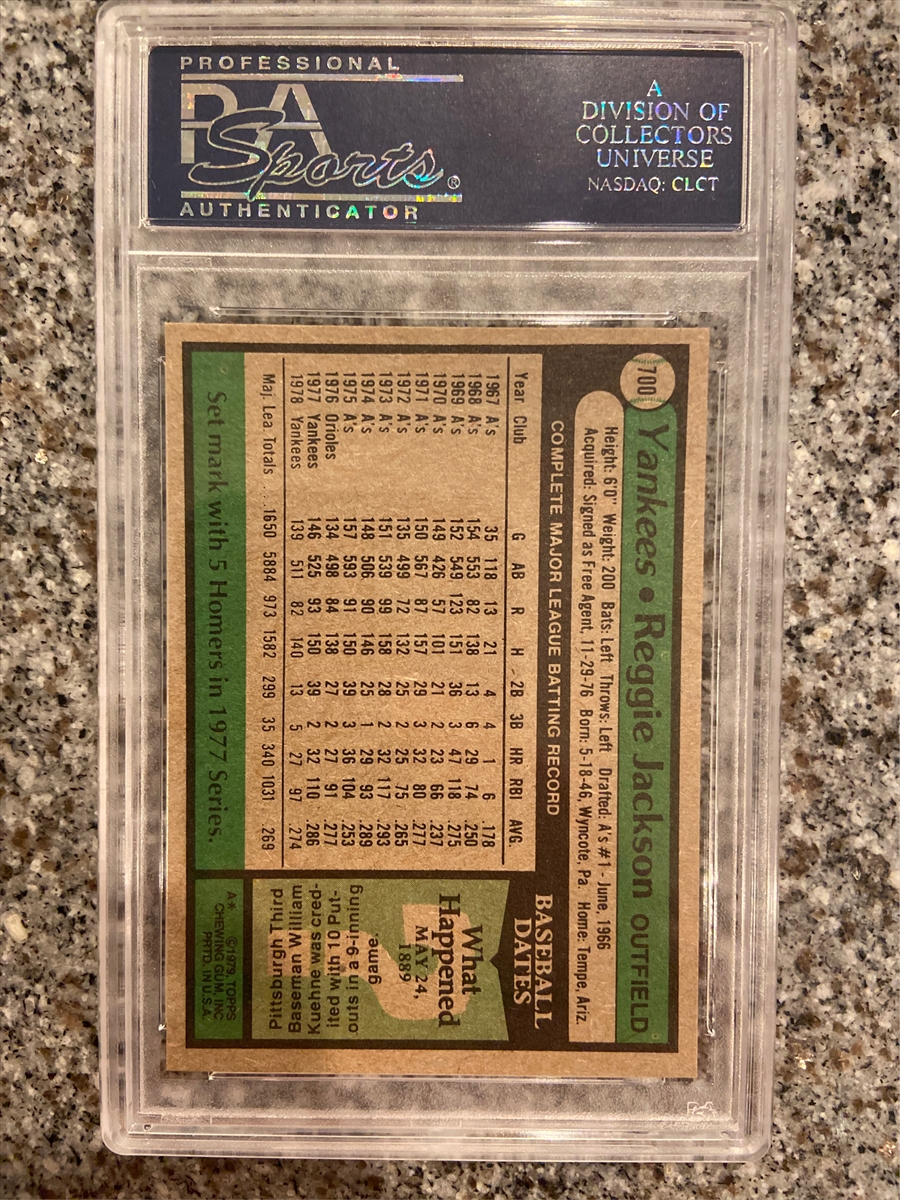 PROFESSIONAL
PSA
Sports®
AUTHENTICATOR
A
DIVISION OF
COLLECTORS
UNIVERSE
NASDAQ: CLCT
700
Yankees • Reggie Jackson OUTFIELD
Height: 6'0" Weight: 200 Bats: Left Throws: Left Drafted: A's #1 - June, 1966
Acquired: Signed as Free Agent, 11-29-76 Born: 5-18-46, Wyncote, Pa. Home: Tempe, Ariz.
COMPLETE MAJOR LEAGUE BATTING RECORD
Year Club G AB R H 2B 3B HR RBI AVG.
1967 A's 35 118 13 21 4 4 1 6 .178
1968 A's 154 553 82 138 13 6 29 74 .250
1969 A's 152 549 123 151 36 3 47 118 .275
1970 A's 149 426 57 101 21 2 23 66 .237
1971 A's 150 567 87 157 29 3 32 80 .277
1972 A's 135 499 72 132 25 2 25 75 .265
1973 A's 151 539 99 158 28 2 32 117 .293
1974 A's 148 506 90 146 25 1 29 93 .289
1975 A's 157 593 91 150 39 3 36 104 .253
1976 Orioles 134 498 84 138 27 2 27 91 .277
1977 Yankees 146 525 93 150 39 2 32 110 .286
1978 Yankees 139 511 82 140 13 5 27 97 .274
Maj. Lea. Totals 1650 5884 973 1582 299 35 340 1031 .269
Set mark with 5 Homers in 1977 Series.
BASEBALL
DATES
What
Happened
MAY 24,
1889
Pittsburgh Third
Baseman William
Kuehne was cred-
ited with 10 Put-
outs in a 9-inning
game
A* ©1979, TOPPS
CHEWING GUM, INC.
PRTD. IN U.S.A.